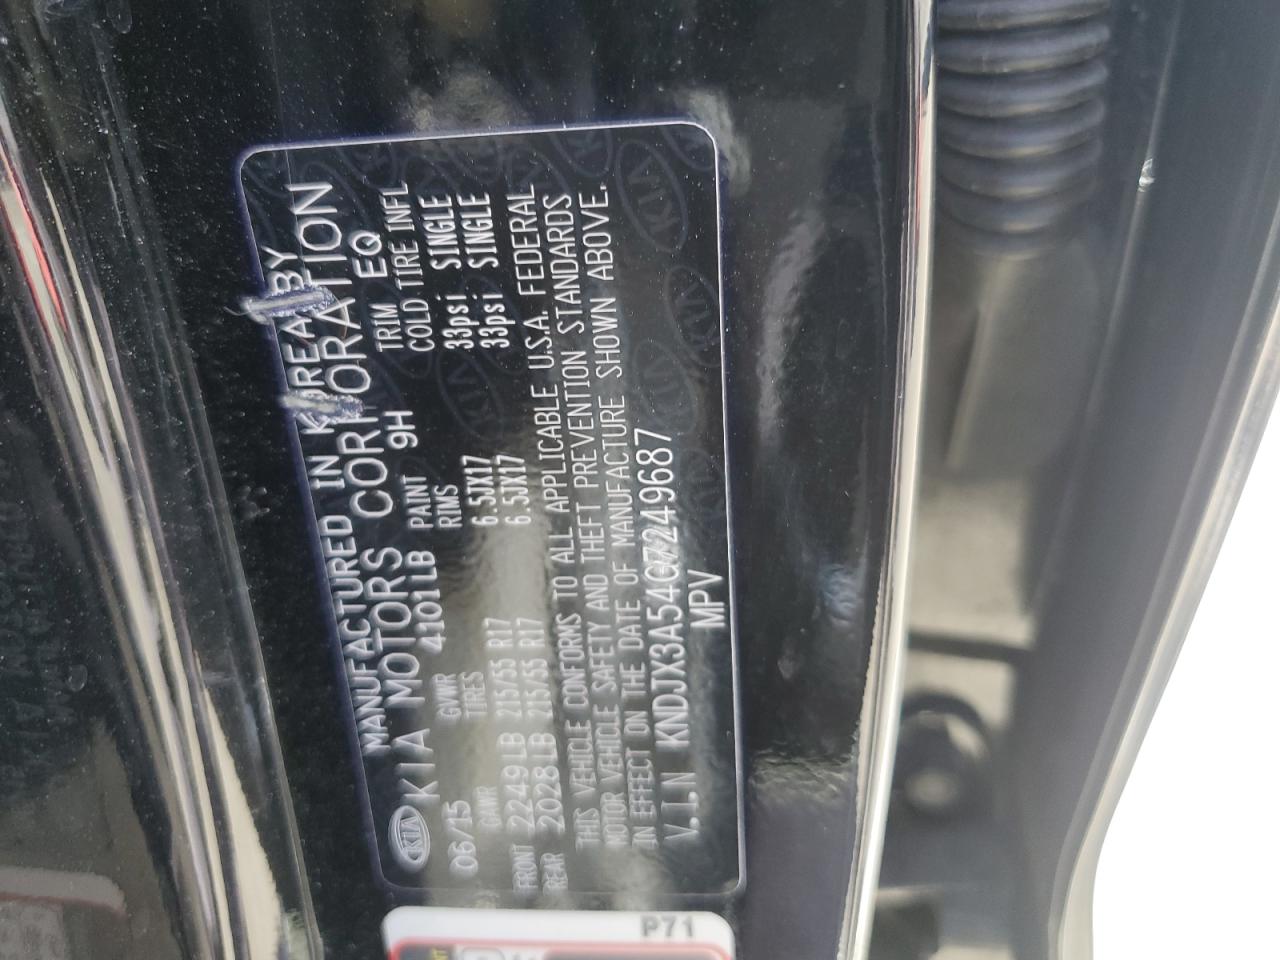 MANUFACTURED IN KOREA BY
KIA KIA MOTORS CORPORATION
06/15 GVWR 4101LB PAINT 9H TRIM EQ
GAWR TIRES RIMS COLD TIRE INFL
FRONT 2249LB 215/55 R17 6.5JX17 33psi SINGLE
REAR 2028LB 215/55 R17 6.5JX17 33psi SINGLE
THIS VEHICLE CONFORMS TO ALL APPLICABLE U.S.A. FEDERAL
MOTOR VEHICLE SAFETY AND THEFT PREVENTION STANDARDS
IN EFFECT ON THE DATE OF MANUFACTURE SHOWN ABOVE.
V.I.N KNDJX3A54G7249687
MPV
P71